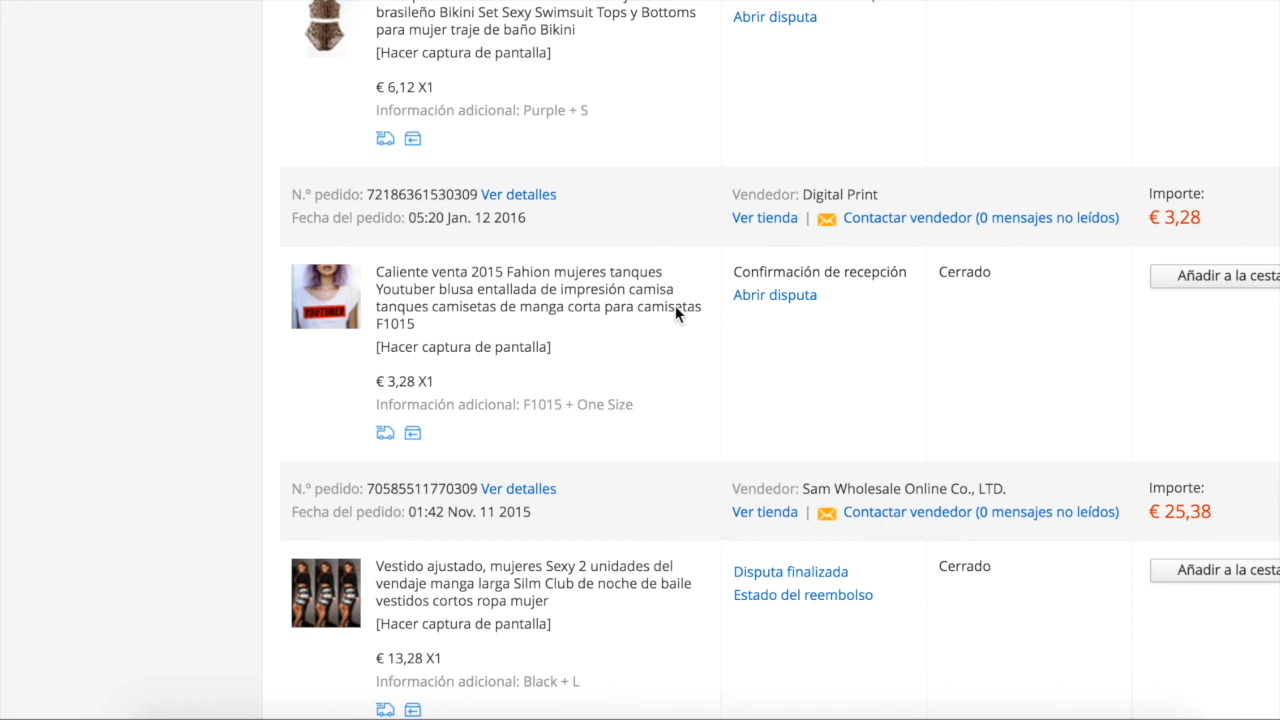 brasileño Bikini Set Sexy Swimsuit Tops y Bottoms
para mujer traje de baño Bikini
[Hacer captura de pantalla]
Abrir disputa
€ 6,12 X1
Información adicional: Purple + S
N.º pedido: 72186361530309 Ver detalles
Fecha del pedido: 05:20 Jan. 12 2016
Vendedor: Digital Print
Ver tienda | Contactar vendedor (0 mensajes no leídos)
Importe:
€ 3,28
Caliente venta 2015 Fahion mujeres tanques
Youtuber blusa entallada de impresión camisa
tanques camisetas de manga corta para camisetas
F1015
[Hacer captura de pantalla]
€ 3,28 X1
Información adicional: F1015 + One Size
YOUTUBER
Confirmación de recepción
Abrir disputa
Cerrado
Añadir a la cesta
N.º pedido: 70585511770309 Ver detalles
Fecha del pedido: 01:42 Nov. 11 2015
Vendedor: Sam Wholesale Online Co., LTD.
Ver tienda | Contactar vendedor (0 mensajes no leídos)
Importe:
€ 25,38
Vestido ajustado, mujeres Sexy 2 unidades del
vendaje manga larga Silm Club de noche de baile
vestidos cortos ropa mujer
[Hacer captura de pantalla]
€ 13,28 X1
Información adicional: Black + L
Disputa finalizada
Estado del reembolso
Cerrado
Añadir a la cesta